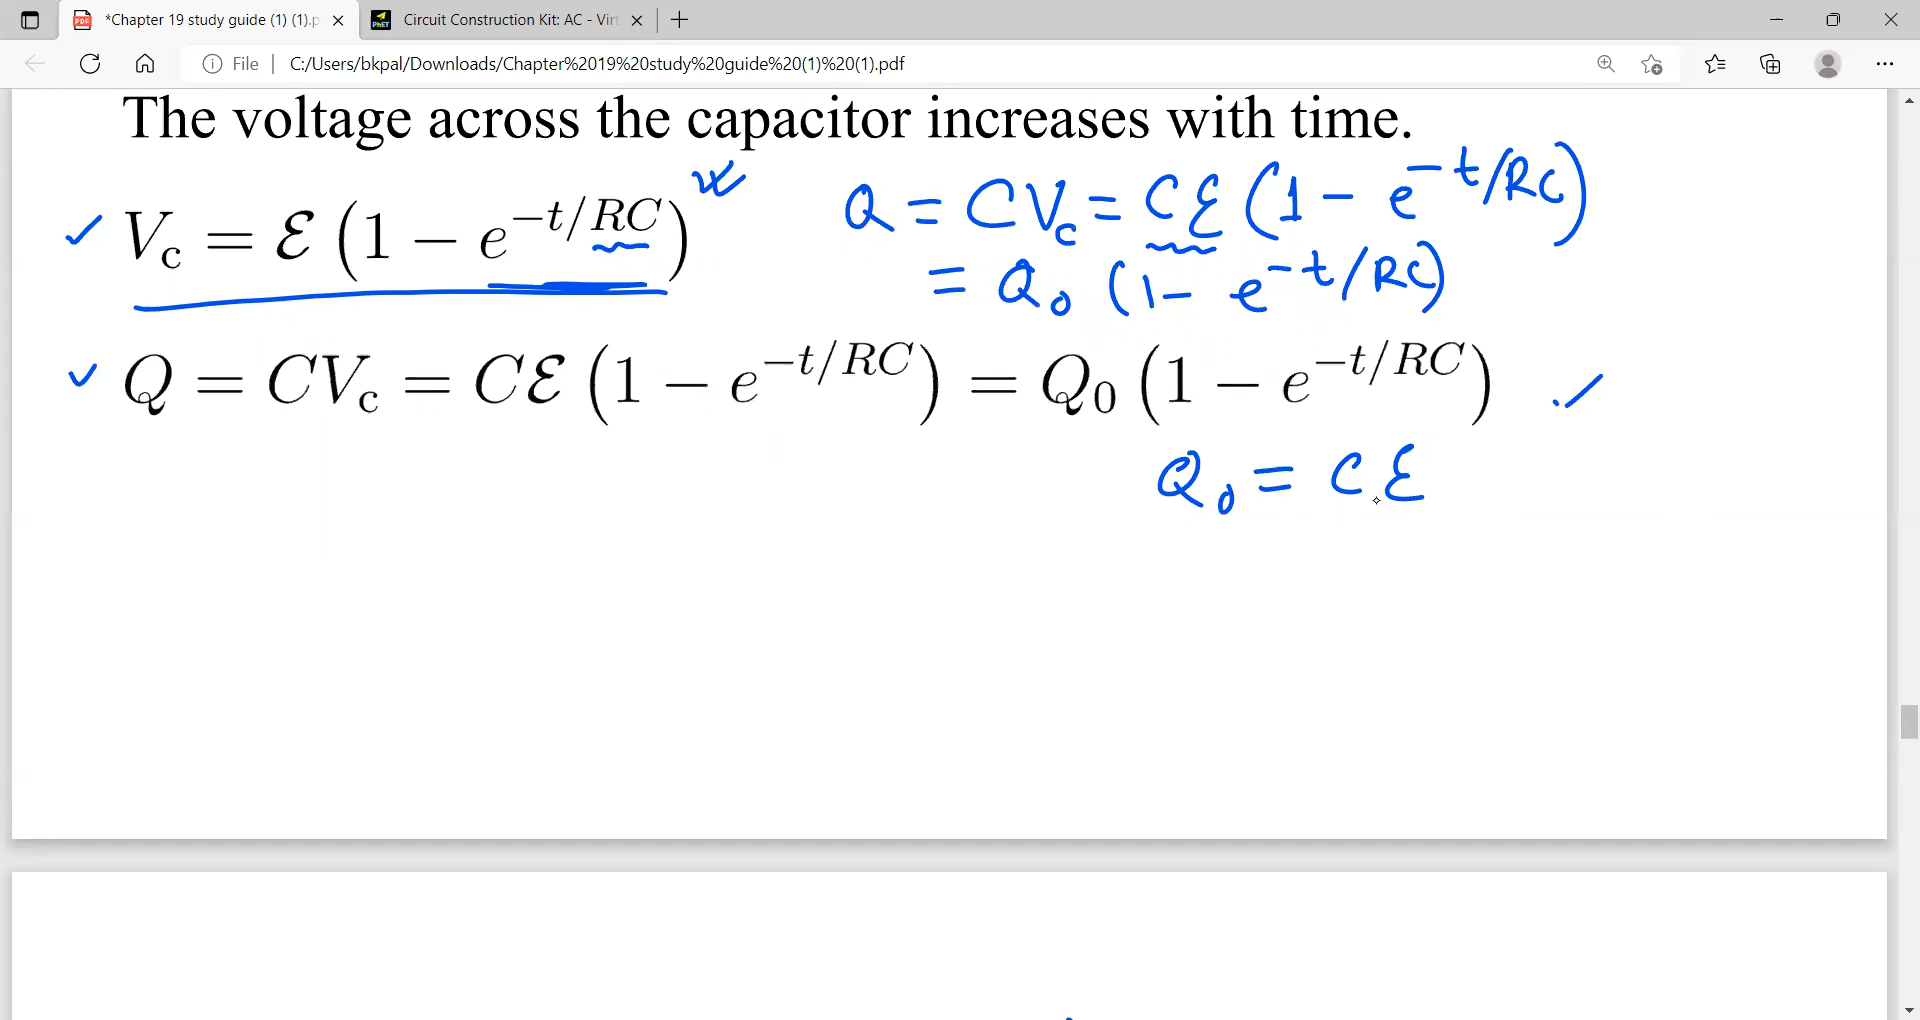 *Chapter 19 study guide (1) (1).p
Circuit Construction Kit: AC - Virt
File
C:/Users/bkpal/Downloads/Chapter%2019%20study%20guide%20(1)%20(1).pdf
The voltage across the capacitor increases with time.
V_c = ℰ (1 − e^{−t/RC})
Q = CV_c = Cℰ (1 − e^{−t/RC})
= Q_0 (1 − e^{−t/RC})
Q = CV_c = Cℰ (1 − e^{−t/RC}) = Q_0 (1 − e^{−t/RC})
Q_0 = Cℰ